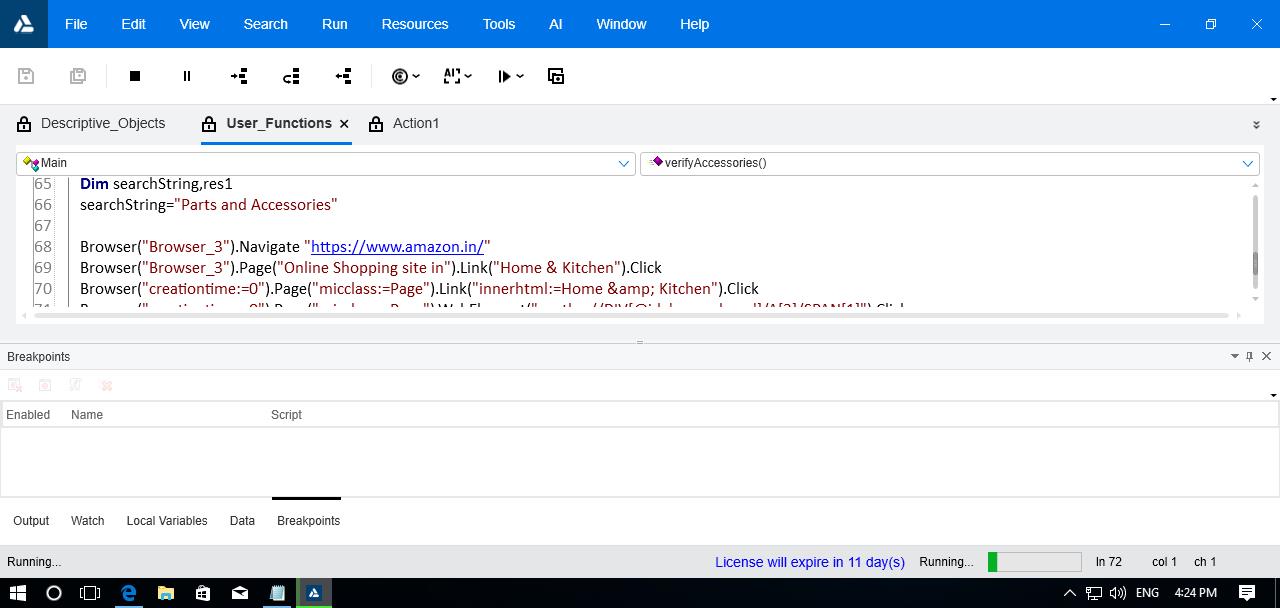 File Edit View Search Run Resources Tools AI Window Help
Descriptive_Objects User_Functions Action1
Main verifyAccessories()
65 Dim searchString,res1
66 searchString="Parts and Accessories"
67
68 Browser("Browser_3").Navigate "https://www.amazon.in/"
69 Browser("Browser_3").Page("Online Shopping site in").Link("Home & Kitchen").Click
70 Browser("creationtime:=0").Page("micclass:=Page").Link("innerhtml:=Home &amp; Kitchen").Click
Breakpoints
Enabled Name Script
Output Watch Local Variables Data Breakpoints
Running... License will expire in 11 day(s) Running... ln 72 col 1 ch 1
ENG 4:24 PM